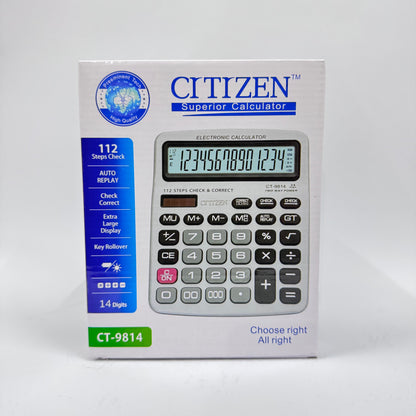 Preeminent Tech
High Quality
CITIZEN™
Superior Calculator
112
Steps Check
AUTO
REPLAY
Check
Correct
Extra
Large
Display
Key Rollover
14 Digits
CT-9814
ELECTRONIC CALCULATOR
12345678901234
112 STEPS CHECK & CORRECT
CT-9814
TWO WAY POWER
CITIZEN
CORRECT
CHECK
CHECK
MU M+ M- M AUTO REPLAY GT
+/- 7 8 9 % √
CE 4 5 6 × ÷
C/ON 1 2 3 + −
0 00 000 · =
Choose right
All right